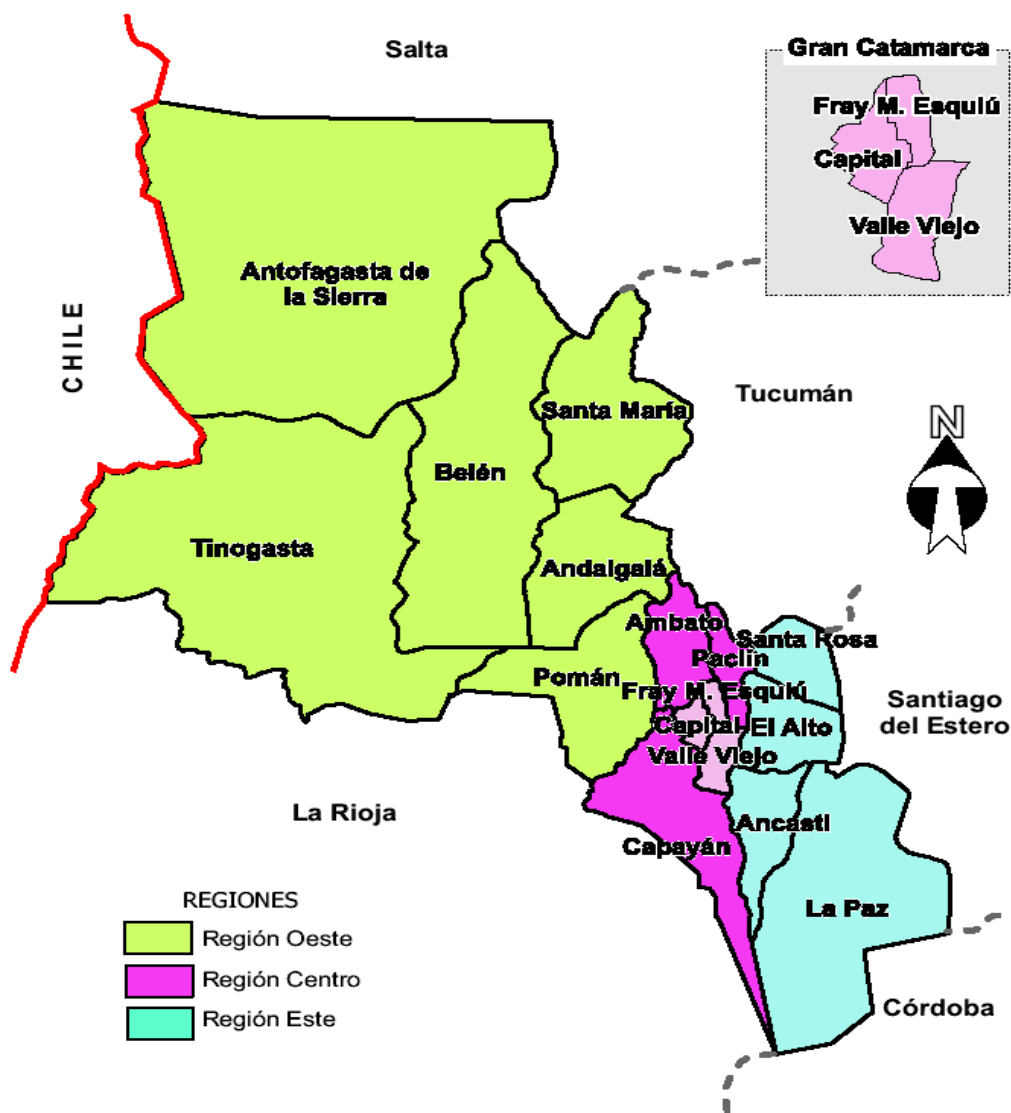 Salta
Gran Catamarca
Fray M. Esquiú
Capital
Valle Viejo
CHILE
Antofagasta de
la Sierra
Santa María
Tucumán
N
Belén
Tinogasta
Andalgalá
Ambato
Santa Rosa
Paclín
Pomán
Fray M. Esquiú
Capital
El Alto
Valle Viejo
Santiago
del Estero
La Rioja
Ancasti
Capayán
La Paz
Córdoba
REGIONES
Región Oeste
Región Centro
Región Este